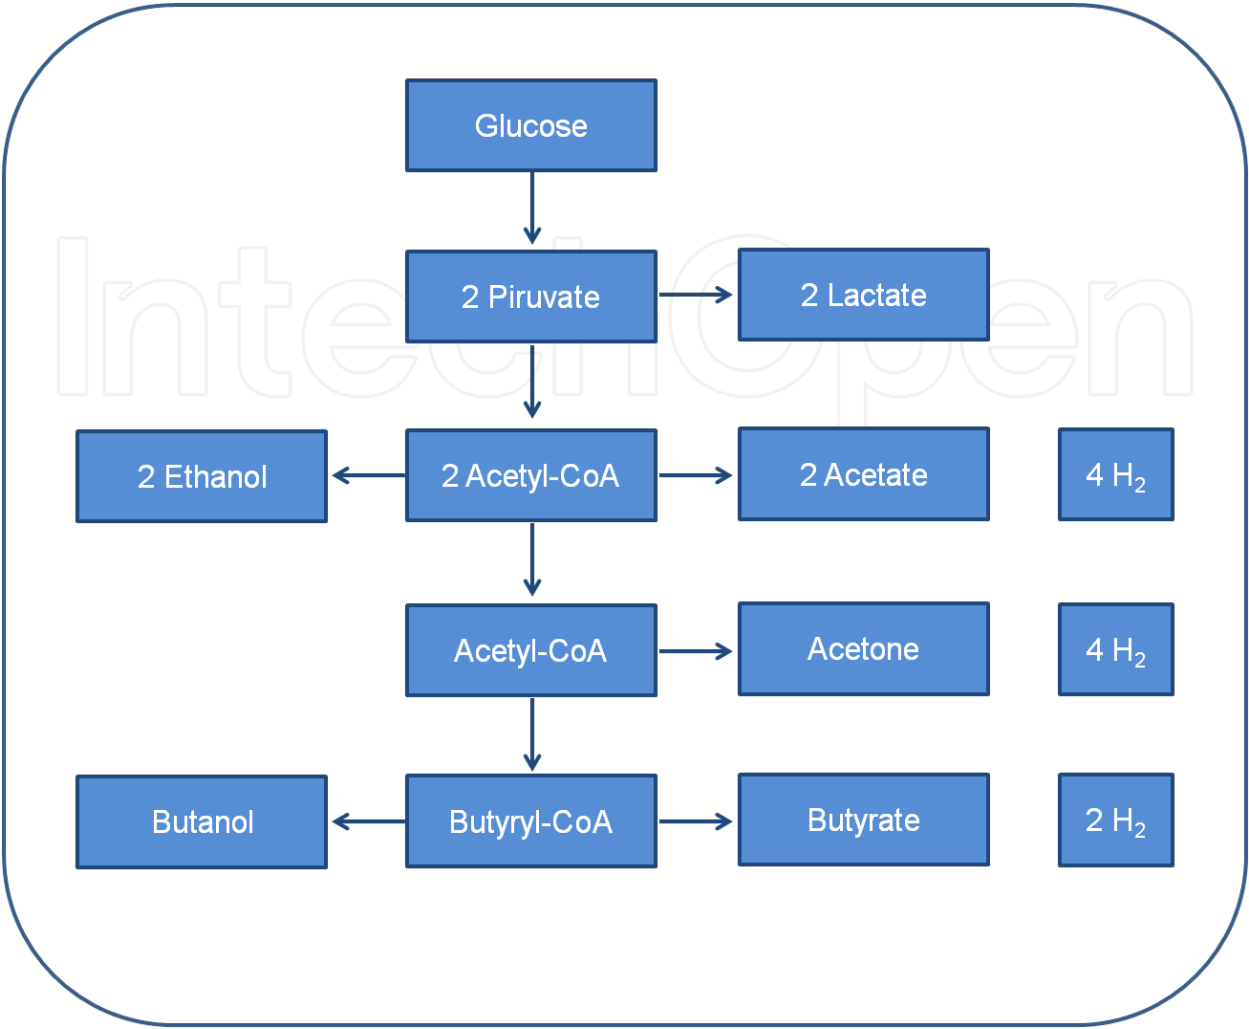 Glucose
2 Piruvate
2 Lactate
IntechOpen
2 Ethanol
2 Acetyl-CoA
2 Acetate
4 H₂
Acetyl-CoA
Acetone
4 H₂
Butanol
Butyryl-CoA
Butyrate
2 H₂